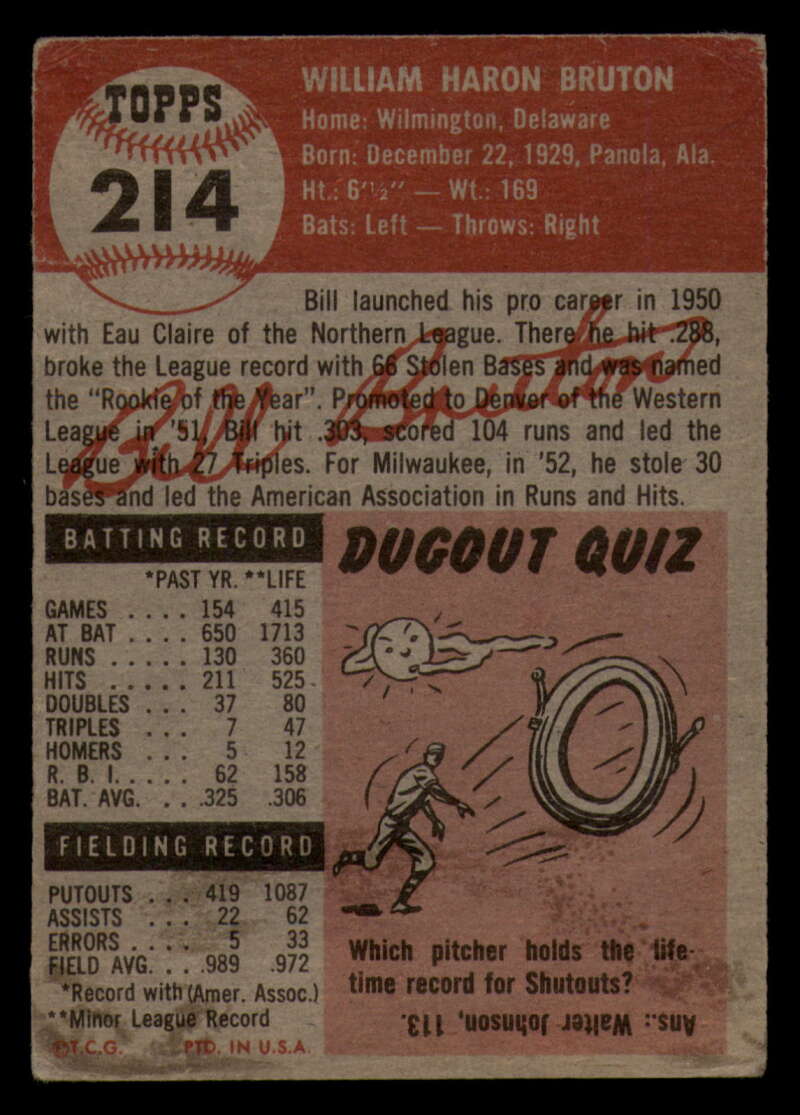 TOPPS
214
WILLIAM HARON BRUTON
Home: Wilmington, Delaware
Born: December 22, 1929, Panola, Ala.
Ht.: 6'½" — Wt.: 169
Bats: Left — Throws: Right
Bill launched his pro career in 1950
with Eau Claire of the Northern League. There he hit .288,
broke the League record with 66 Stolen Bases and was named
the "Rookie of the Year". Promoted to Denver of the Western
League in '51, Bill hit .303, scored 104 runs and led the
League with 27 Triples. For Milwaukee, in '52, he stole 30
bases and led the American Association in Runs and Hits.
Bill Bruton
BATTING RECORD
*PAST YR. **LIFE
GAMES .... 154 415
AT BAT .... 650 1713
RUNS ..... 130 360
HITS ..... 211 525
DOUBLES ... 37 80
TRIPLES ... 7 47
HOMERS ... 5 12
R. B. I..... 62 158
BAT. AVG. ... .325 .306
FIELDING RECORD
PUTOUTS ... 419 1087
ASSISTS ... 22 62
ERRORS .... 5 33
FIELD AVG. ... .989 .972
*Record with (Amer. Assoc.)
**Minor League Record
©T.C.G. PTD. IN U.S.A.
DUGOUT QUIZ
Which pitcher holds the life-
time record for Shutouts?
Ans.: Walter Johnson, 113.